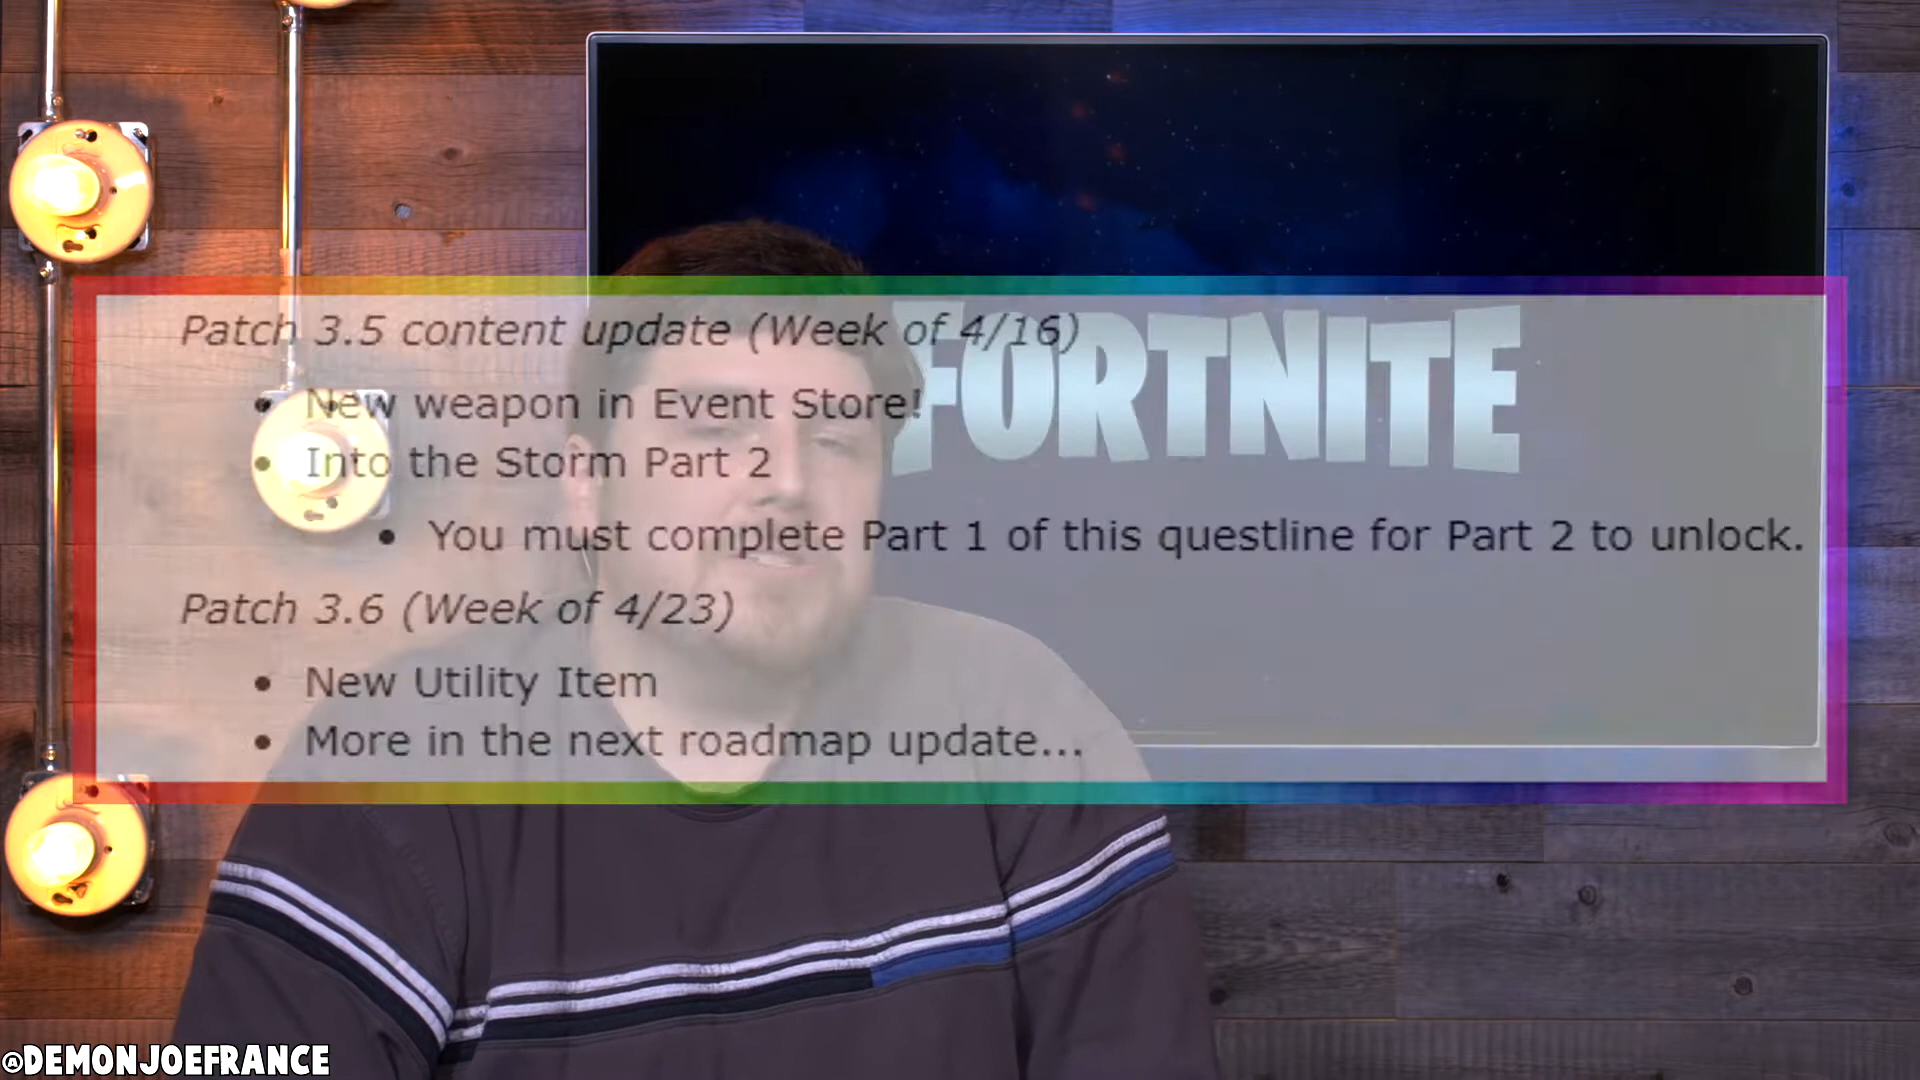 FORTNITE
Patch 3.5 content update (Week of 4/16)
• New weapon in Event Store!
• Into the Storm Part 2
• You must complete Part 1 of this questline for Part 2 to unlock.
Patch 3.6 (Week of 4/23)
• New Utility Item
• More in the next roadmap update...
@DEMONJOEFRANCE